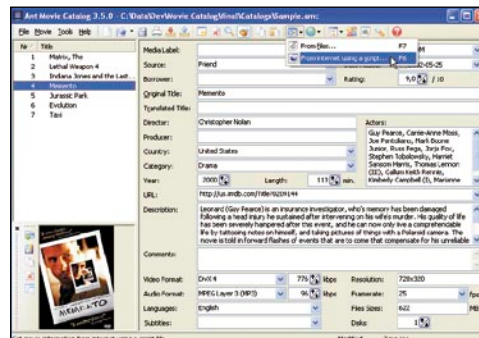 Ant Movie Catalog 3.5.0 - C:\Data\Dev\Movie Catalog\final\Catalogs\Sample.amc
File Movie Tools Help
Nr Title
1 Matrix, The
2 Lethal Weapon 4
3 Indiana Jones and the Last...
4 Memento
5 Jurassic Park
6 Evolution
7 Taxi
From files... F7
From internet using a script... F6
Media Label:
Source: Friend
Borrower: Rating: 9,0 / 10
Original Title: Memento
Translated Title:
Director: Christopher Nolan Actors:
Producer:
Country: United States
Category: Drama
Year: 2000 Length: 113 min.
Guy Pearce, Carrie-Anne Moss,
Joe Pantoliano, Mark Boone
Junior, Russ Fega, Jorja Fox,
Stephen Tobolowsky, Harriet
Sansom Harris, Thomas Lennon
(II), Callum Keith Rennie,
Kimberly Campbell (I), Marianne
URL: http://us.imdb.com/Title?0209144
Description: Leonard (Guy Pearce) is an insurance investigator, who's memory has been damaged
following a head injury he sustained after intervening on his wife's murder. His quality of life
has been severely hampered after this event, and he can now only live a comprehendable
life by tattooing notes on himself, and taking pictures of things with a Polaroid camera. The
movie is told in forward flashes of events that are to come that compensate for his unreliable
Comments:
Video Format: DivX 4 776 kbps Resolution: 720x320
Audio Format: MPEG Layer 3 (MP3) 96 kbps Framerate: 25 fps
Languages: English Files Sizes: 622 MB
Subtitles: Disks 1
MEMENTO